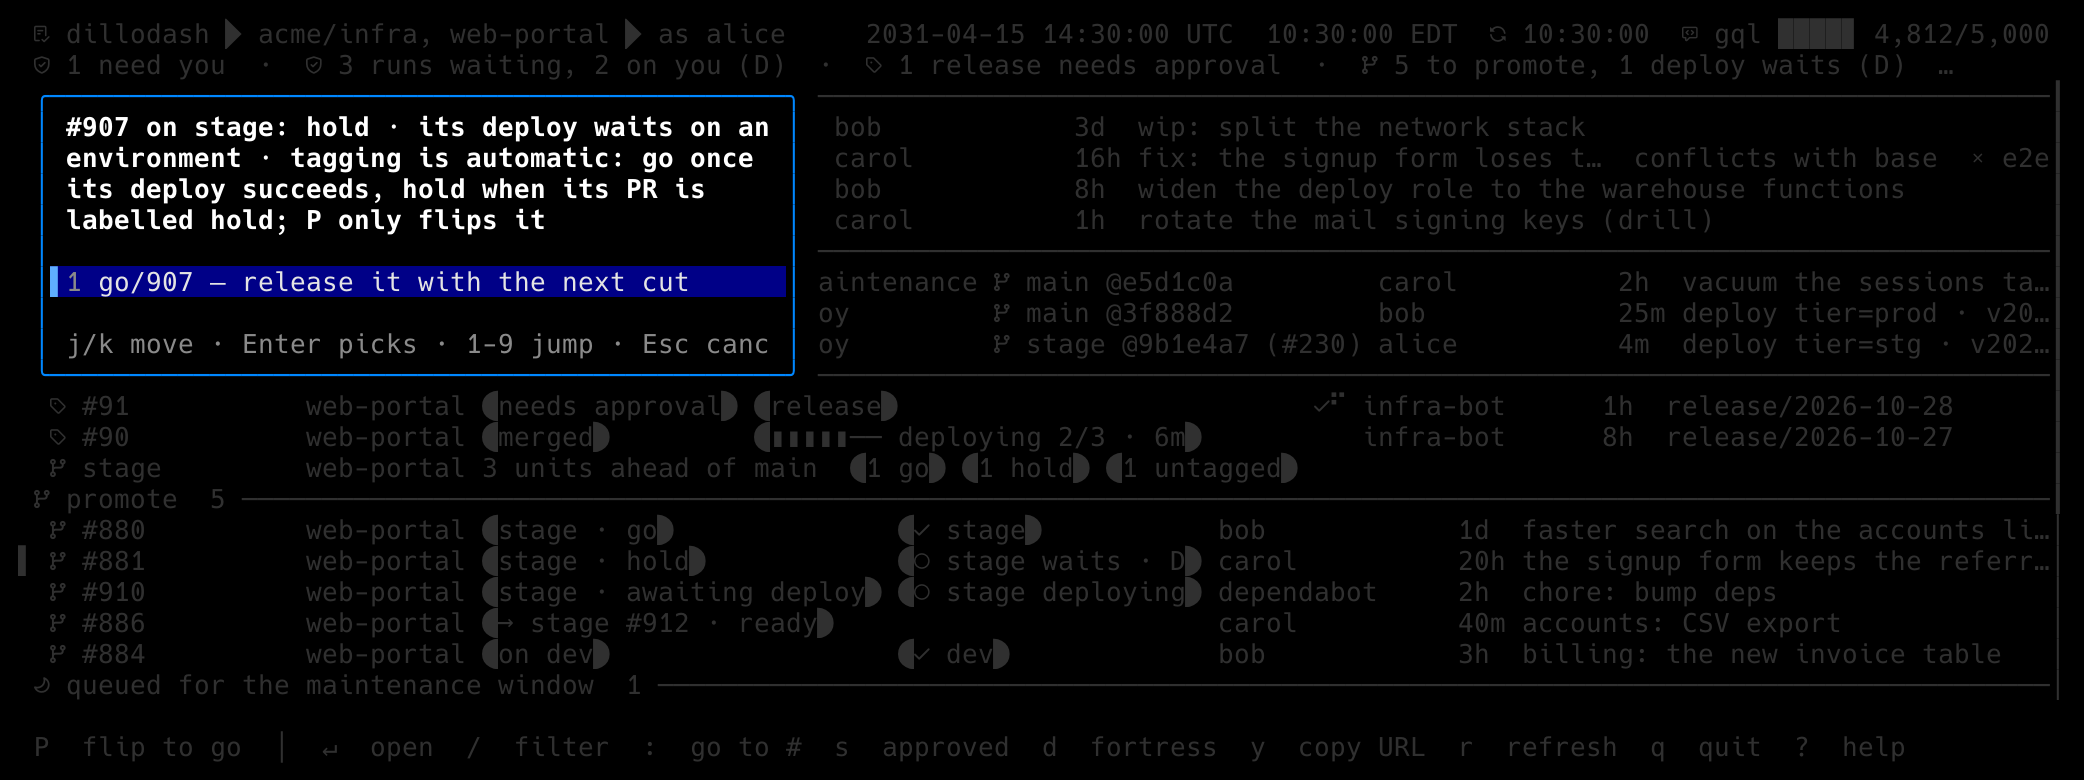 dillodash acme/infra, web-portal as alice 2031-04-15 14:30:00 UTC 10:30:00 EDT 10:30:00 gql 4,812/5,000
1 need you · 3 runs waiting, 2 on you (D) · 1 release needs approval · 5 to promote, 1 deploy waits (D) …
#907 on stage: hold · its deploy waits on an
environment · tagging is automatic: go once
its deploy succeeds, hold when its PR is
labelled hold; P only flips it
1 go/907 — release it with the next cut
j/k move · Enter picks · 1-9 jump · Esc canc
bob 3d wip: split the network stack
carol 16h fix: the signup form loses t… conflicts with base × e2e
bob 8h widen the deploy role to the warehouse functions
carol 1h rotate the mail signing keys (drill)
aintenance main @e5d1c0a carol 2h vacuum the sessions ta…
oy main @3f888d2 bob 25m deploy tier=prod · v20…
oy stage @9b1e4a7 (#230) alice 4m deploy tier=stg · v202…
#91 web-portal needs approval release ✓ infra-bot 1h release/2026-10-28
#90 web-portal merged deploying 2/3 · 6m infra-bot 8h release/2026-10-27
stage web-portal 3 units ahead of main 1 go 1 hold 1 untagged
promote 5
#880 web-portal stage · go ✓ stage bob 1d faster search on the accounts li…
#881 web-portal stage · hold ○ stage waits · D carol 20h the signup form keeps the referr…
#910 web-portal stage · awaiting deploy ○ stage deploying dependabot 2h chore: bump deps
#886 web-portal → stage #912 · ready carol 40m accounts: CSV export
#884 web-portal on dev ✓ dev bob 3h billing: the new invoice table
queued for the maintenance window 1
P flip to go │ ↵ open / filter : go to # s approved d fortress y copy URL r refresh q quit ? help